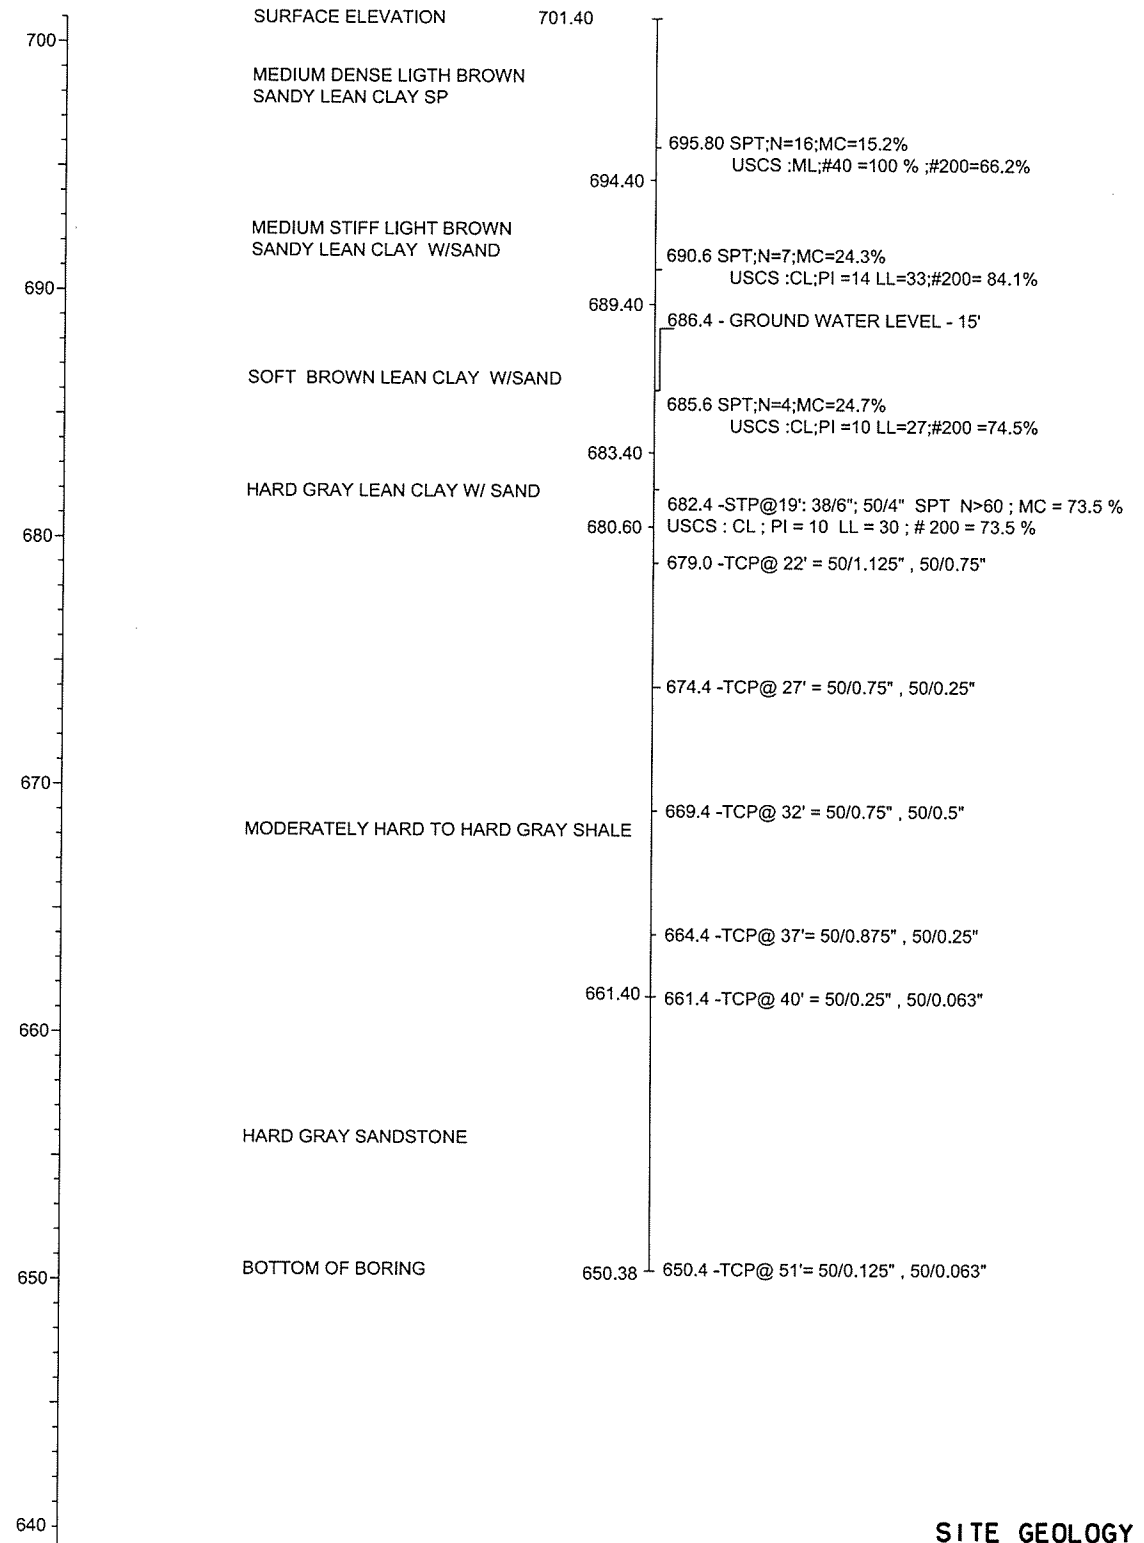 SURFACE ELEVATION 701.40
700
MEDIUM DENSE LIGTH BROWN
SANDY LEAN CLAY SP
695.80 SPT;N=16;MC=15.2%
USCS :ML;#40 =100 % ;#200=66.2%
694.40
MEDIUM STIFF LIGHT BROWN
SANDY LEAN CLAY W/SAND
690.6 SPT;N=7;MC=24.3%
USCS :CL;PI =14 LL=33;#200= 84.1%
690
689.40
686.4 - GROUND WATER LEVEL - 15'
SOFT BROWN LEAN CLAY W/SAND
685.6 SPT;N=4;MC=24.7%
USCS :CL;PI =10 LL=27;#200 =74.5%
683.40
HARD GRAY LEAN CLAY W/ SAND
682.4 -STP@19': 38/6"; 50/4" SPT N>60 ; MC = 73.5 %
680.60 USCS : CL ; PI = 10 LL = 30 ; # 200 = 73.5 %
680
679.0 -TCP@ 22' = 50/1.125" , 50/0.75"
674.4 -TCP@ 27' = 50/0.75" , 50/0.25"
670
669.4 -TCP@ 32' = 50/0.75" , 50/0.5"
MODERATELY HARD TO HARD GRAY SHALE
664.4 -TCP@ 37'= 50/0.875" , 50/0.25"
661.40 661.4 -TCP@ 40' = 50/0.25" , 50/0.063"
660
HARD GRAY SANDSTONE
BOTTOM OF BORING
650.38 650.4 -TCP@ 51'= 50/0.125" , 50/0.063"
650
640
SITE GEOLOGY